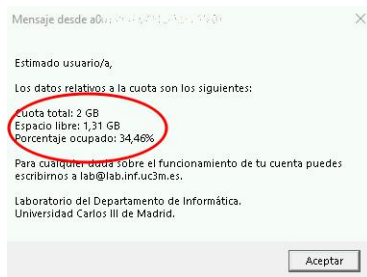 Mensaje desde
Estimado usuario/a,
Los datos relativos a la cuota son los siguientes:
Cuota total: 2 GB
Espacio libre: 1,31 GB
Porcentaje ocupado: 34,46%
Para cualquier duda sobre el funcionamiento de tu cuenta puedes
escribirnos a lab@lab.inf.uc3m.es.
Laboratorio del Departamento de Informática.
Universidad Carlos III de Madrid.
Aceptar